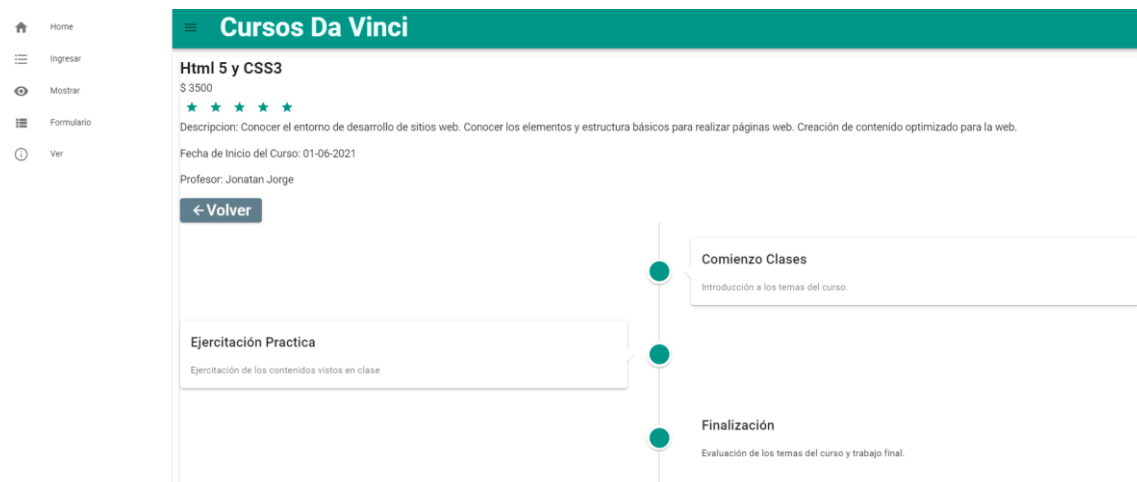 Home
Ingresar
Mostrar
Formulario
Ver
Cursos Da Vinci
Html 5 y CSS3
$ 3500
Descripcion: Conocer el entorno de desarrollo de sitios web. Conocer los elementos y estructura básicos para realizar páginas web. Creación de contenido optimizado para la web.
Fecha de Inicio del Curso: 01-06-2021
Profesor: Jonatan Jorge
Volver
Comienzo Clases
Introducción a los temas del curso.
Ejercitación Practica
Ejercitación de los contenidos vistos en clase
Finalización
Evaluación de los temas del curso y trabajo final.